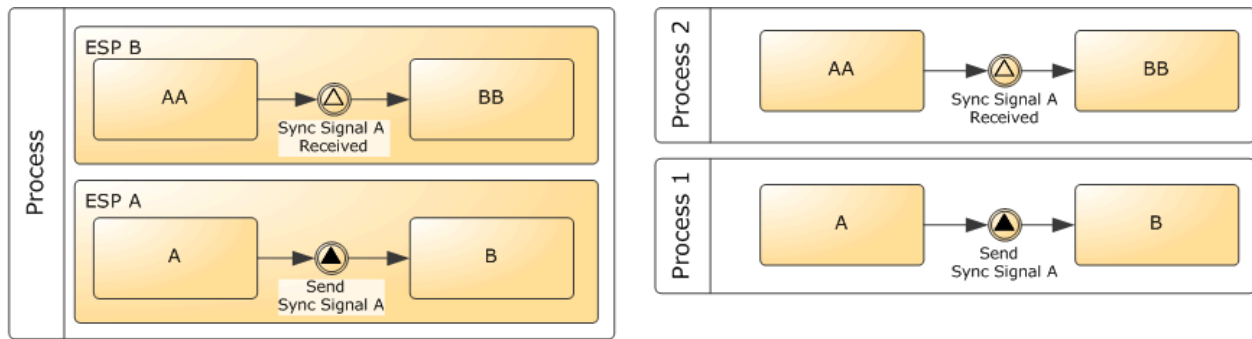 Process
ESP B
AA
BB
Sync Signal A
Received
ESP A
A
B
Send
Sync Signal A
Process 2
AA
BB
Sync Signal A
Received
Process 1
A
B
Send
Sync Signal A